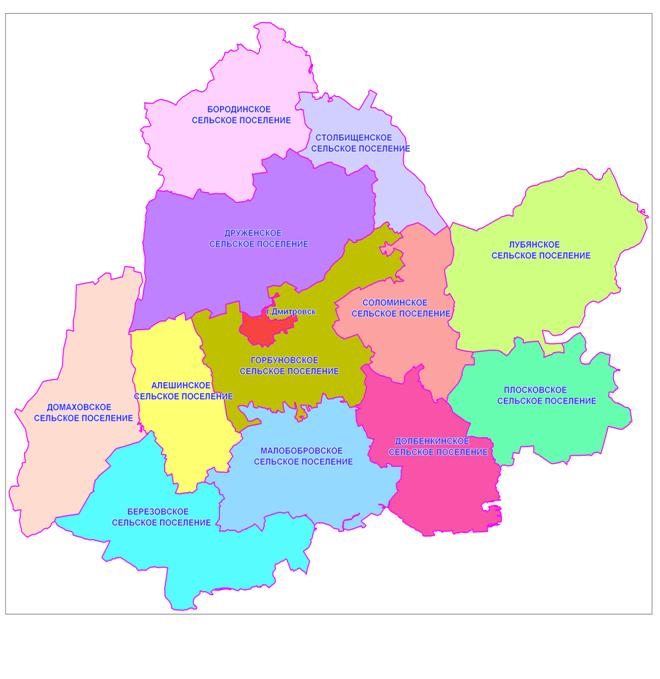 БОРОДИНСКОЕ
СЕЛЬСКОЕ ПОСЕЛЕНИЕ
СТОЛБИЩЕНСКОЕ
СЕЛЬСКОЕ ПОСЕЛЕНИЕ
ДРУЖЕНСКОЕ
СЕЛЬСКОЕ ПОСЕЛЕНИЕ
ЛУБЯНСКОЕ
СЕЛЬСКОЕ ПОСЕЛЕНИЕ
СОЛОМИНСКОЕ
СЕЛЬСКОЕ ПОСЕЛЕНИЕ
г.Дмитровск
ГОРБУНОВСКОЕ
СЕЛЬСКОЕ ПОСЕЛЕНИЕ
АЛЕШИНСКОЕ
СЕЛЬСКОЕ ПОСЕЛЕНИЕ
ПЛОСКОВСКОЕ
СЕЛЬСКОЕ ПОСЕЛЕНИЕ
ДОМАХОВСКОЕ
СЕЛЬСКОЕ ПОСЕЛЕНИЕ
ДОЛБЕНКИНСКОЕ
СЕЛЬСКОЕ ПОСЕЛЕНИЕ
МАЛОБОБРОВСКОЕ
СЕЛЬСКОЕ ПОСЕЛЕНИЕ
БЕРЕЗОВСКОЕ
СЕЛЬСКОЕ ПОСЕЛЕНИЕ